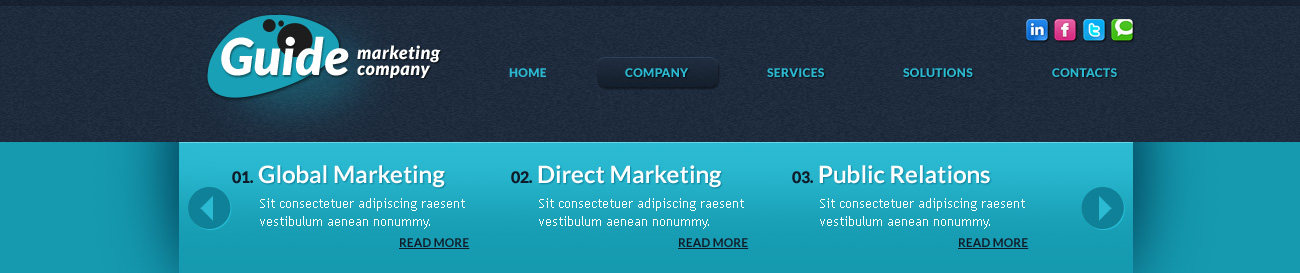 Guide marketing company
HOME COMPANY SERVICES SOLUTIONS CONTACTS
01. Global Marketing
Sit consectetuer adipiscing raesent
vestibulum aenean nonummy.
READ MORE
02. Direct Marketing
Sit consectetuer adipiscing raesent
vestibulum aenean nonummy.
READ MORE
03. Public Relations
Sit consectetuer adipiscing raesent
vestibulum aenean nonummy.
READ MORE